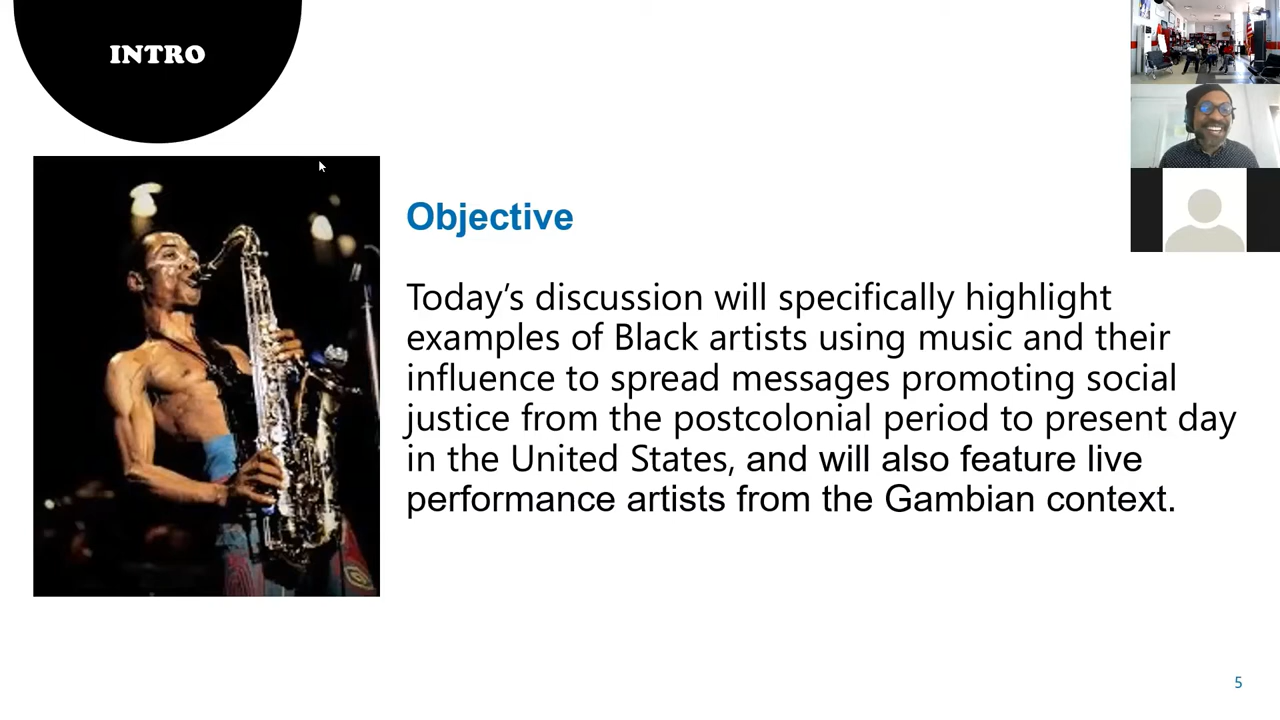 INTRO
Objective
Today’s discussion will specifically highlight
examples of Black artists using music and their
influence to spread messages promoting social
justice from the postcolonial period to present day
in the United States, and will also feature live
performance artists from the Gambian context.
5